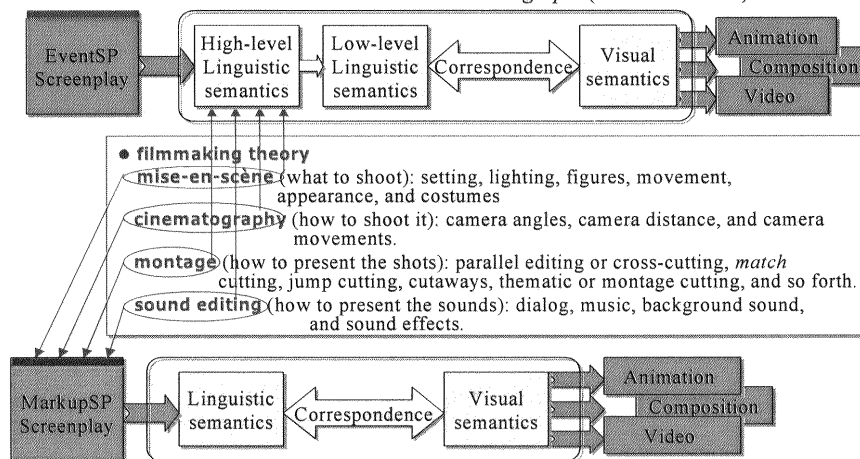 EventSP
Screenplay
High-level
Linguistic
semantics
Low-level
Linguistic
semantics
Correspondence
Visual
semantics
Animation
Composition
Video
● filmmaking theory
mise-en-scène (what to shoot): setting, lighting, figures, movement,
appearance, and costumes
cinematography (how to shoot it): camera angles, camera distance, and camera
movements.
montage (how to present the shots): parallel editing or cross-cutting, match
cutting, jump cutting, cutaways, thematic or montage cutting, and so forth.
sound editing (how to present the sounds): dialog, music, background sound,
and sound effects.
MarkupSP
Screenplay
Linguistic
semantics
Correspondence
Visual
semantics
Animation
Composition
Video